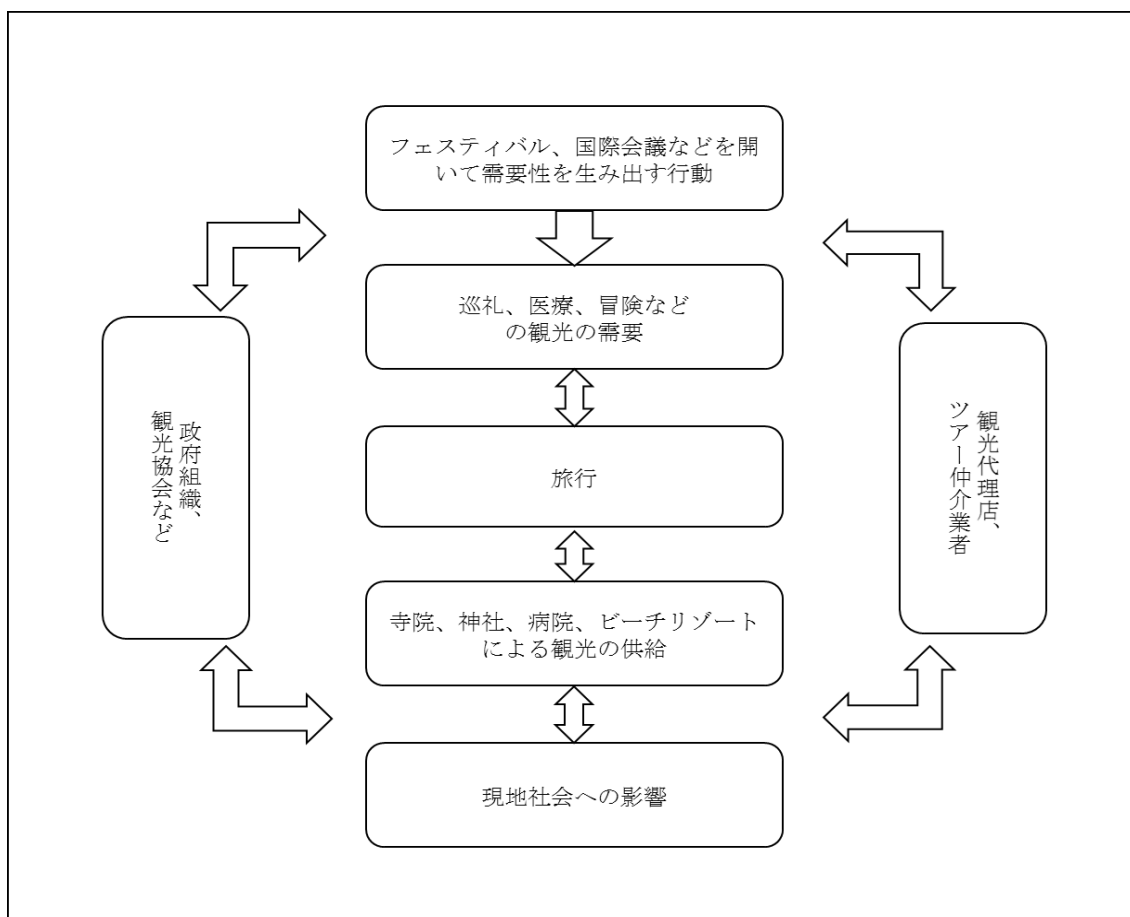 フェスティバル、国際会議などを開
いて需要性を生み出す行動
巡礼、医療、冒険など
の観光の需要
政府組織、
観光協会など
観光代理店、
ツアー仲介業者
旅行
寺院、神社、病院、ビーチリゾート
による観光の供給
現地社会への影響